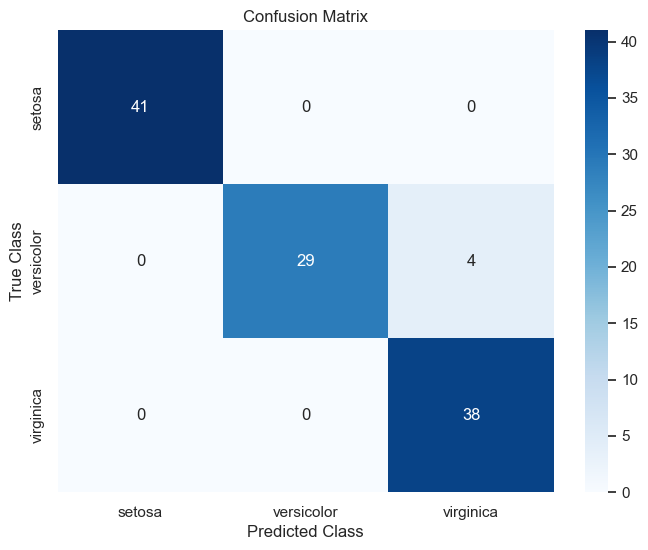 Confusion Matrix
True Class
setosa
41 0 0
versicolor
0 29 4
virginica
0 0 38
setosa versicolor virginica
Predicted Class
40
35
30
25
20
15
10
5
0